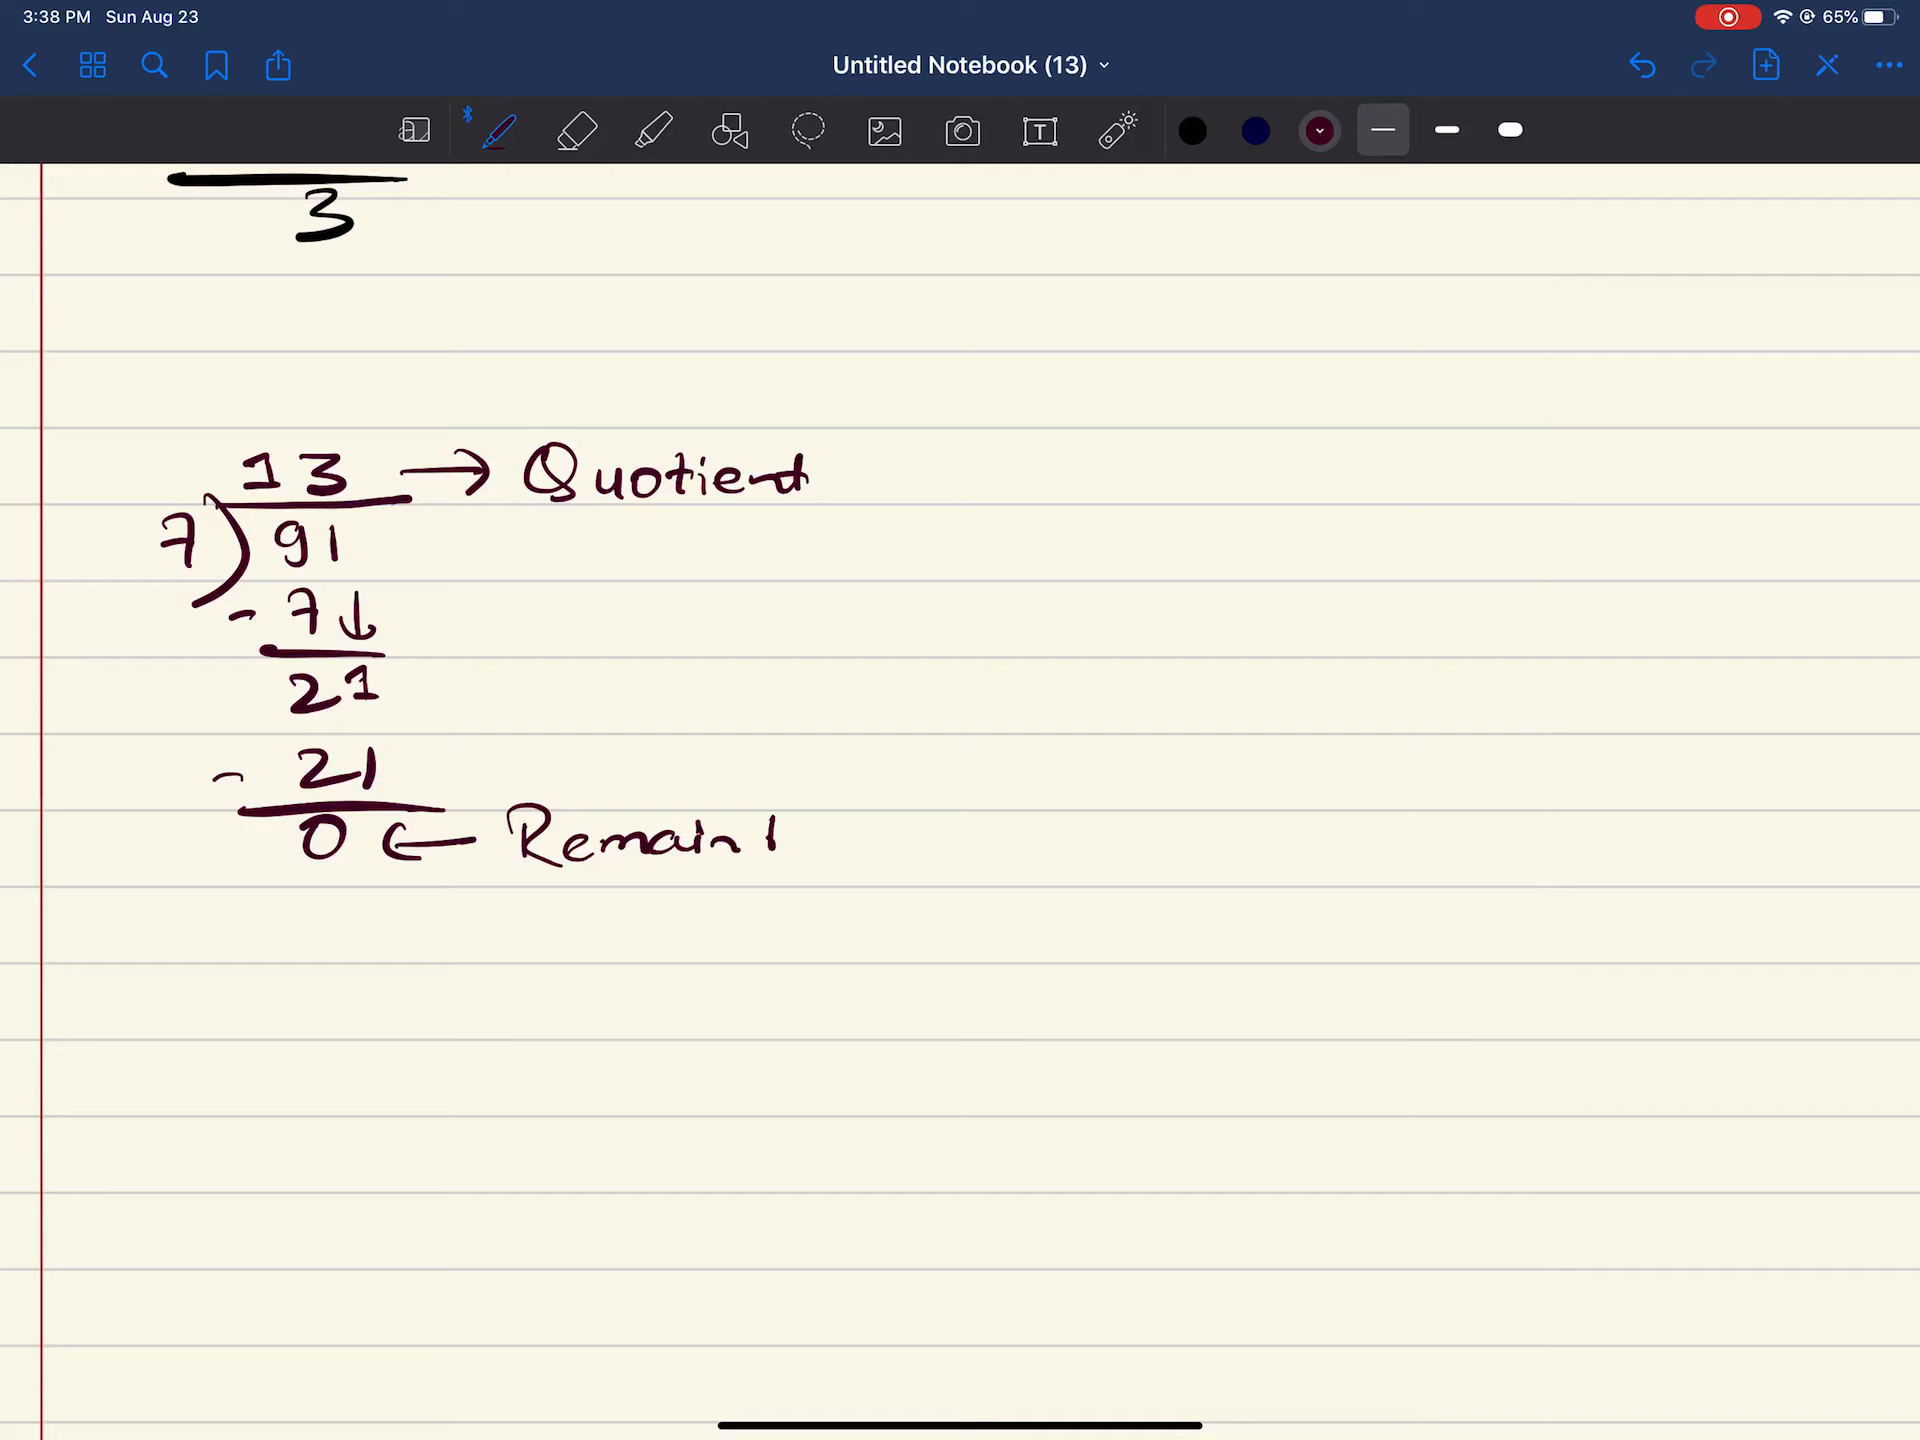 3:38 PM Sun Aug 23
65%
Untitled Notebook (13)
3
13 → Quotient
7)91
- 7↓
21
- 21
0 ← Remain